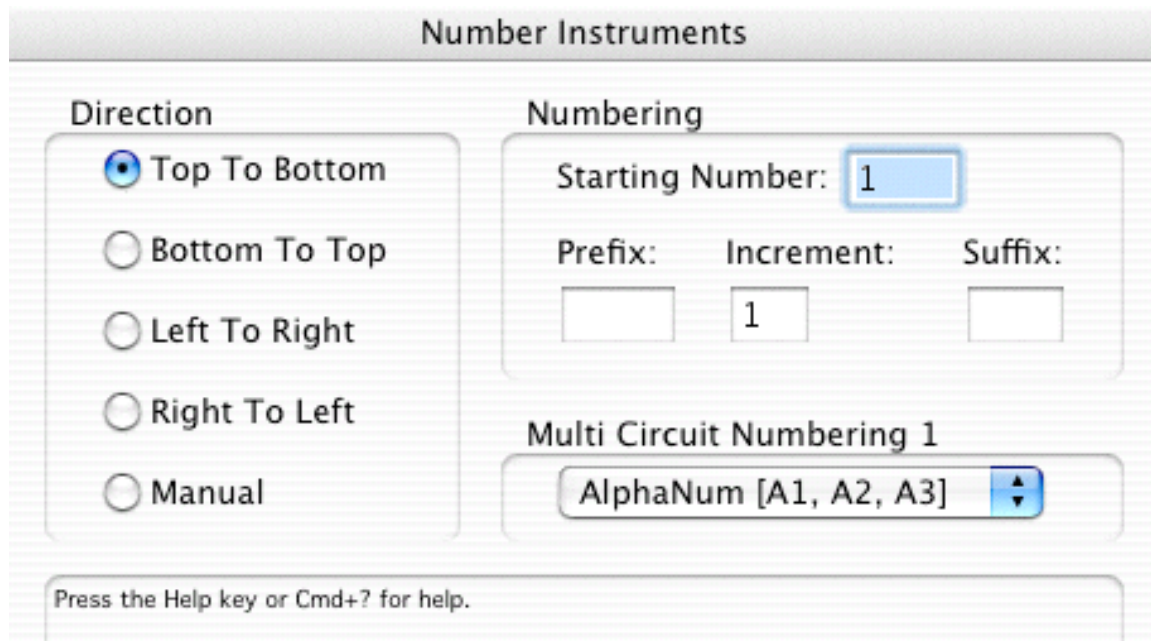 Number Instruments
Direction
Top To Bottom
Bottom To Top
Left To Right
Right To Left
Manual
Numbering
Starting Number: 1
Prefix: Increment: Suffix:
1
Multi Circuit Numbering 1
AlphaNum [A1, A2, A3]
Press the Help key or Cmd+? for help.